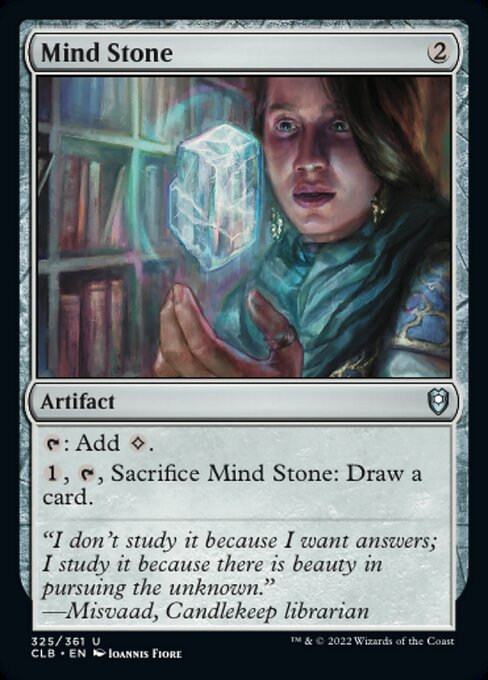 Mind Stone 2
Artifact
: Add .
1, , Sacrifice Mind Stone: Draw a
card.
“I don’t study it because I want answers;
I study it because there is beauty in
pursuing the unknown.”
—Misvaad, Candlekeep librarian
325/361 U
CLB • EN Ioannis Fiore
™ & © 2022 Wizards of the Coast